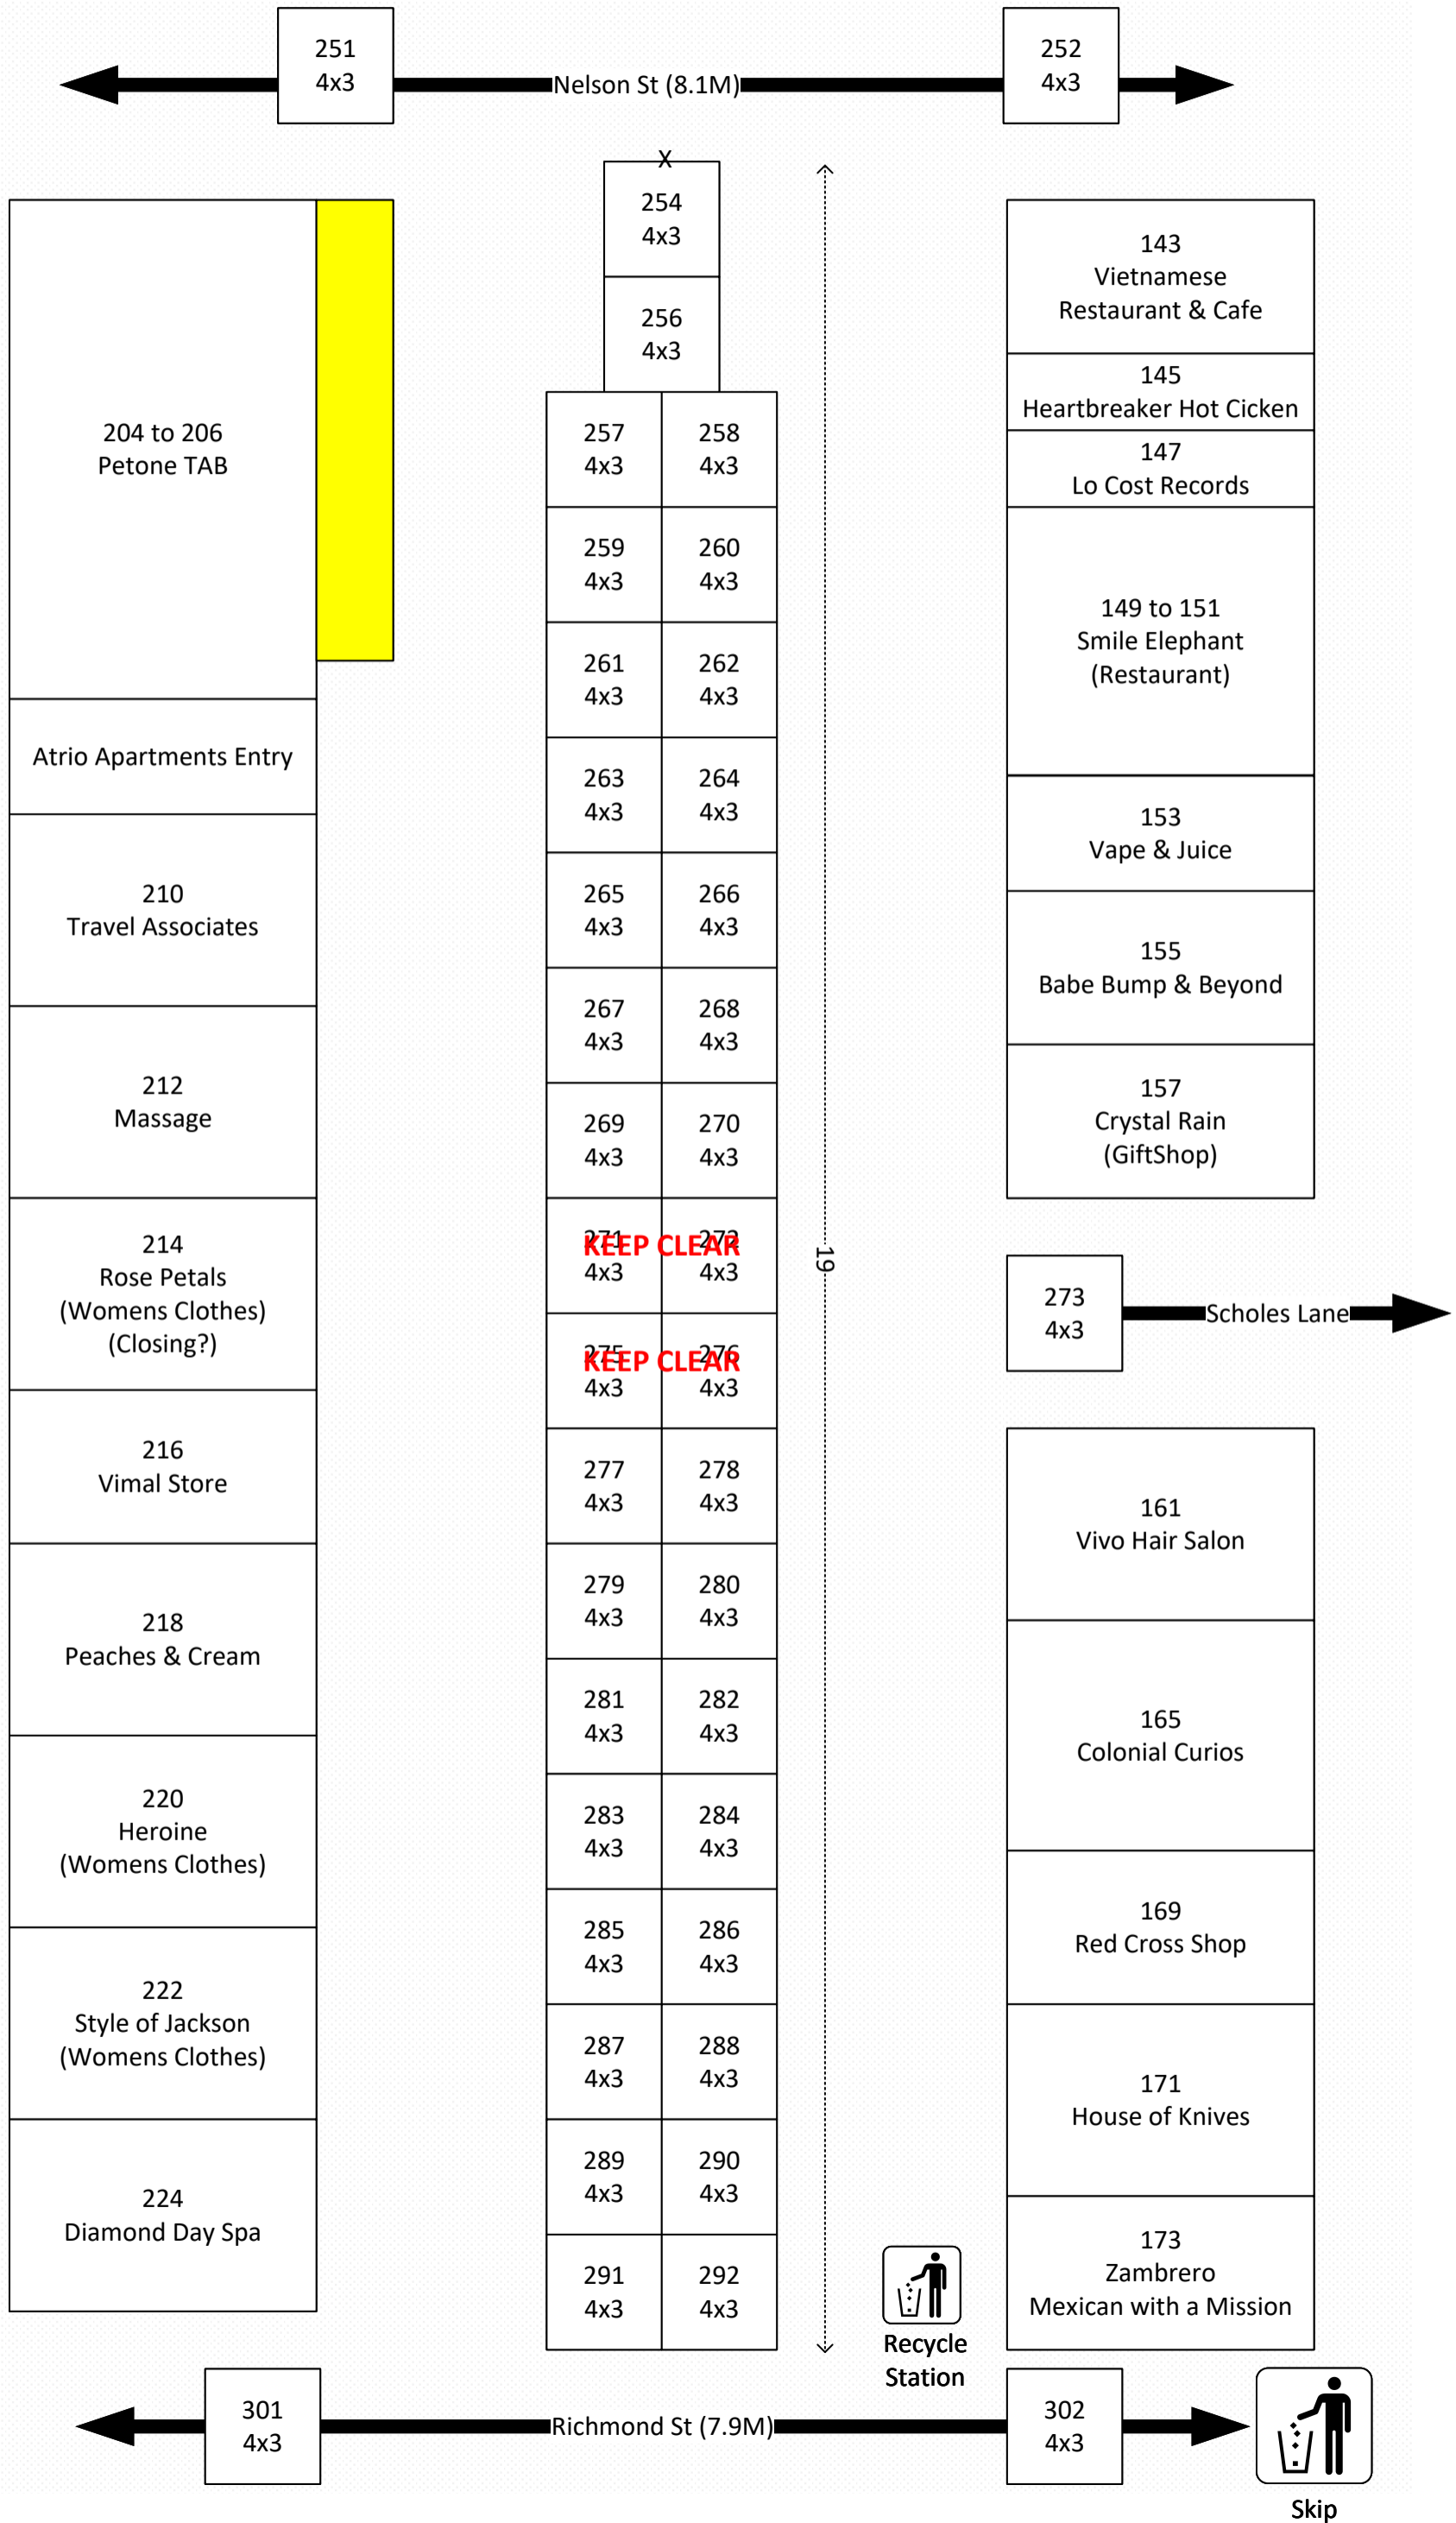 251
4x3
Nelson St (8.1M)
252
4x3
X
254
4x3
256
4x3
204 to 206
Petone TAB
Atrio Apartments Entry
210
Travel Associates
212
Massage
214
Rose Petals
(Womens Clothes)
(Closing?)
216
Vimal Store
218
Peaches & Cream
220
Heroine
(Womens Clothes)
222
Style of Jackson
(Womens Clothes)
224
Diamond Day Spa
257
4x3
258
4x3
259
4x3
260
4x3
261
4x3
262
4x3
263
4x3
264
4x3
265
4x3
266
4x3
267
4x3
268
4x3
269
4x3
270
4x3
271
4x3
272
4x3
KEEP CLEAR
275
4x3
276
4x3
KEEP CLEAR
277
4x3
278
4x3
279
4x3
280
4x3
281
4x3
282
4x3
283
4x3
284
4x3
285
4x3
286
4x3
287
4x3
288
4x3
289
4x3
290
4x3
291
4x3
292
4x3
19
143
Vietnamese
Restaurant & Cafe
145
Heartbreaker Hot Cicken
147
Lo Cost Records
149 to 151
Smile Elephant
(Restaurant)
153
Vape & Juice
155
Babe Bump & Beyond
157
Crystal Rain
(GiftShop)
273
4x3
Scholes Lane
161
Vivo Hair Salon
165
Colonial Curios
169
Red Cross Shop
171
House of Knives
173
Zambrero
Mexican with a Mission
Recycle
Station
301
4x3
Richmond St (7.9M)
302
4x3
Skip